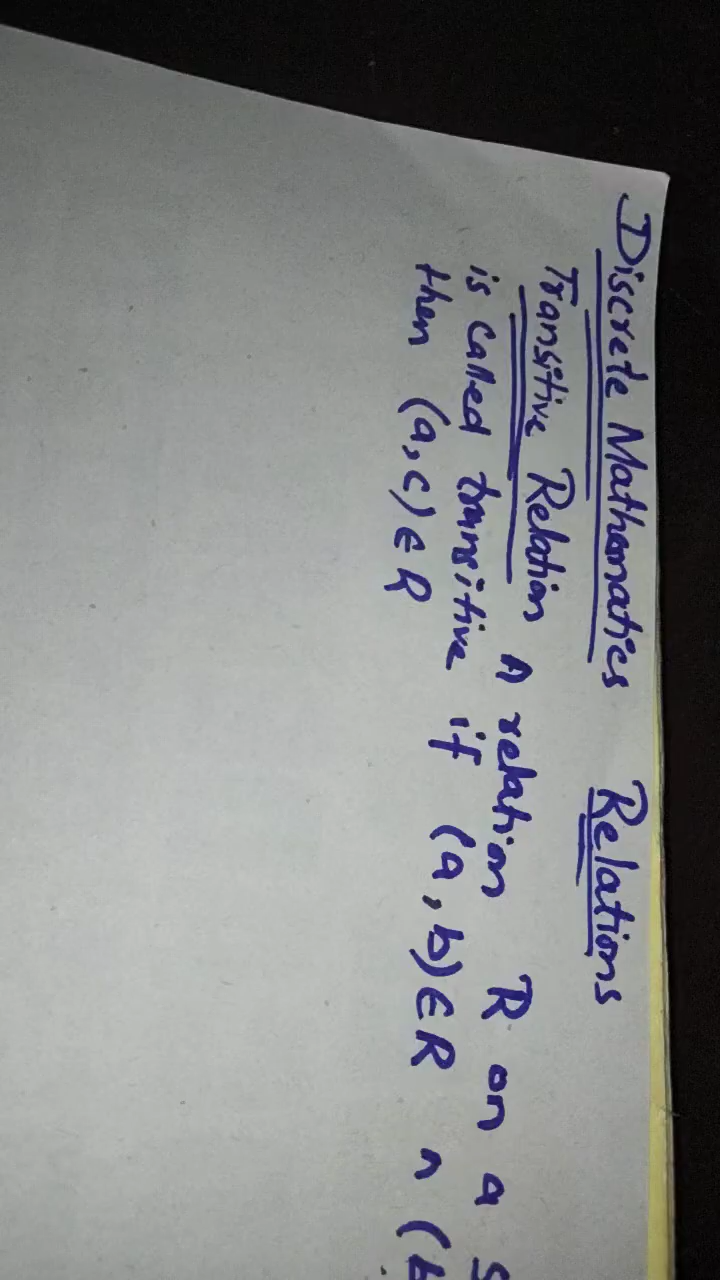 Discrete Mathematics Relations
Transitive Relation A relation R on a
is called transitive if (a,b)∈R ∧ (b
then (a,c)∈R